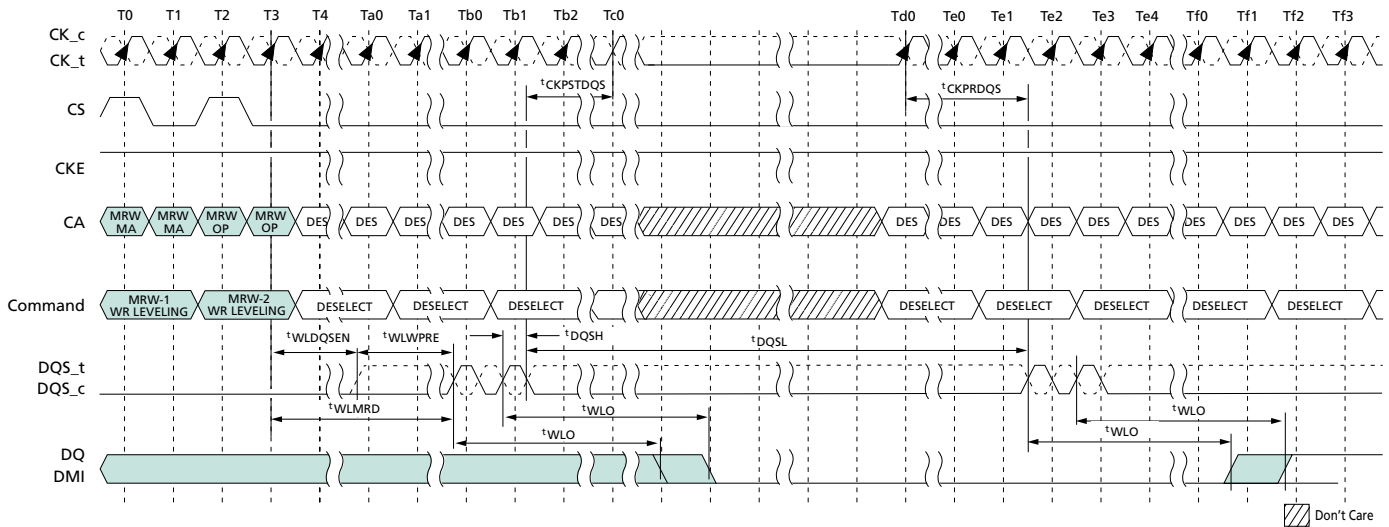 T0 T1 T2 T3 T4 Ta0 Ta1 Tb0 Tb1 Tb2 Tc0 Td0 Te0 Te1 Te2 Te3 Te4 Tf0 Tf1 Tf2 Tf3
CK_c
CK_t
tCKPSTDQS tCKPRDQS
CS
CKE
CA
MRW MA MRW MA MRW OP MRW OP DES DES DES DES DES DES DES DES DES DES DES DES DES DES DES DES DES
Command
MRW-1 WR LEVELING MRW-2 WR LEVELING DESELECT DESELECT DESELECT DESELECT DESELECT DESELECT DESELECT DESELECT
tWLDQSEN tWLWPRE tDQSH tDQSL
DQS_t
DQS_c
tWLMRD tWLO tWLO
tWLO tWLO
DQ
DMI
Don't Care